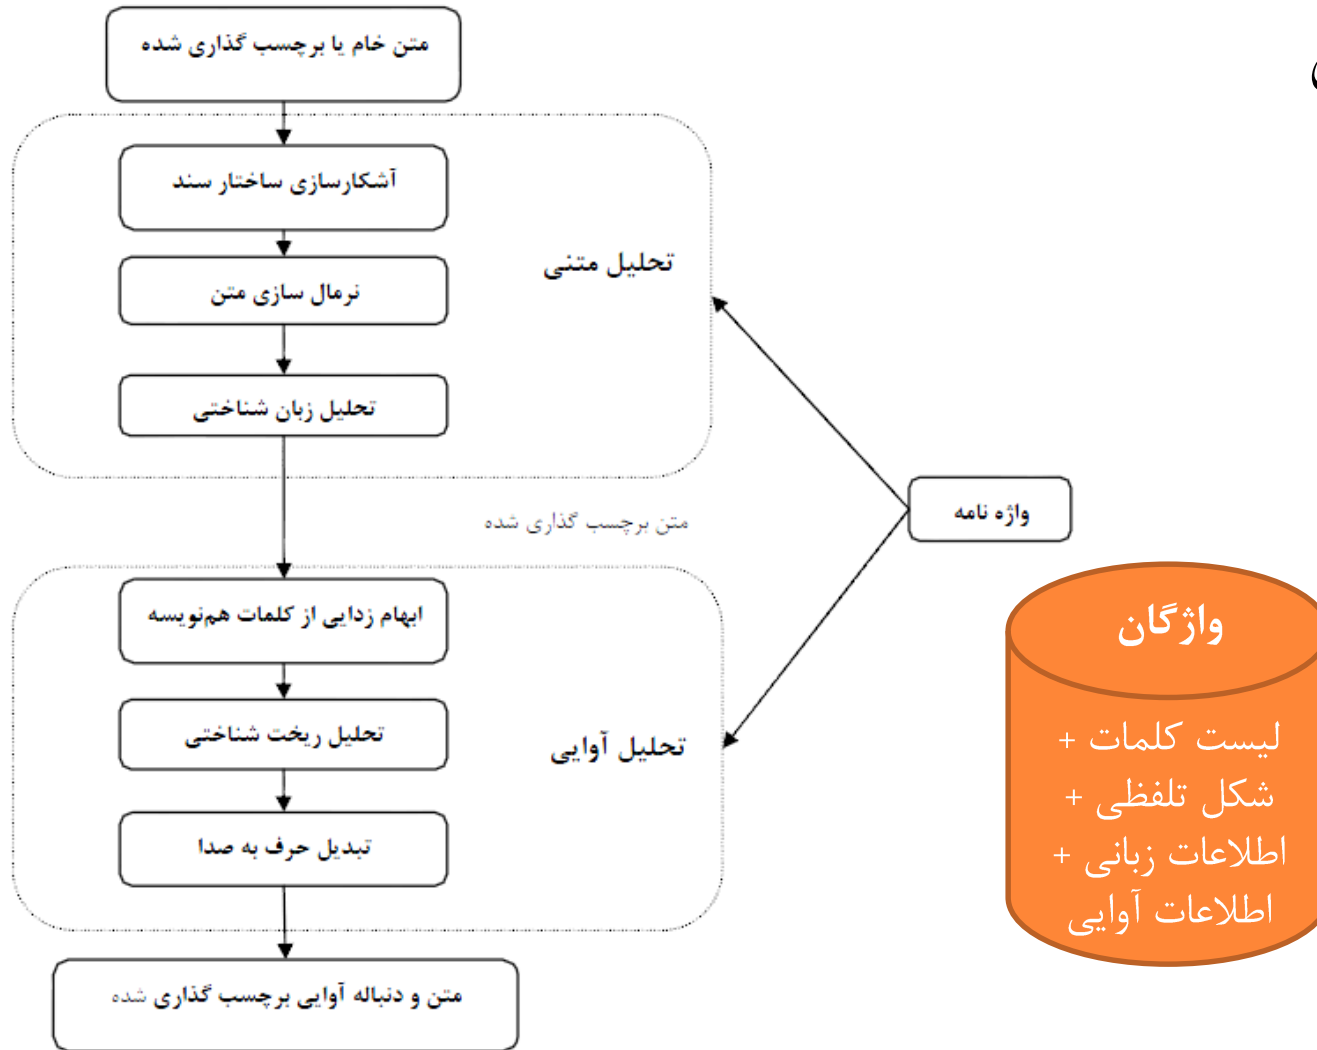 متن خام یا برچسب گذاری شده
آشکارسازی ساختار سند
نرمال سازی متن
تحلیل زبان شناختی
تحلیل متنی
متن برچسب گذاری شده
واژه نامه
ابهام زدایی از کلمات هم‌نویسه
تحلیل ریخت شناختی
تبدیل حرف به صدا
تحلیل آوایی
متن و دنباله آوایی برچسب گذاری شده
واژگان
لیست کلمات +
شکل تلفظی +
اطلاعات زبانی +
اطلاعات آوایی